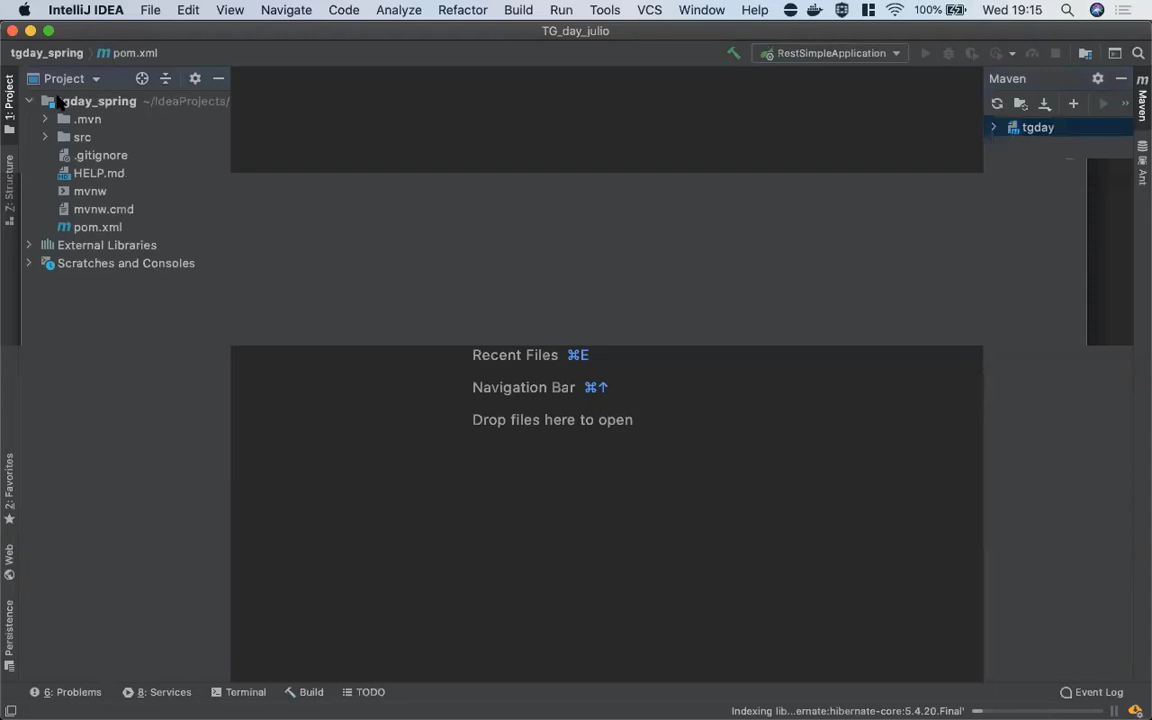 IntelliJ IDEA File Edit View Navigate Code Analyze Refactor Build Run Tools VCS Window Help 100% Wed 19:15
TG_day_julio
tgday_spring pom.xml RestSimpleApplication
Project Maven
1: Project
Maven
gday_spring ~/IdeaProjects/
.mvn
tgday
src
Ant
.gitignore
Z: Structure
HELP.md
mvnw
mvnw.cmd
pom.xml
External Libraries
Scratches and Consoles
Recent Files ⌘E
Navigation Bar ⌘↑
Drop files here to open
2: Favorites
Web
Persistence
6: Problems 8: Services Terminal Build TODO Event Log
Indexing lib...ernate:hibernate-core:5.4.20.Final'